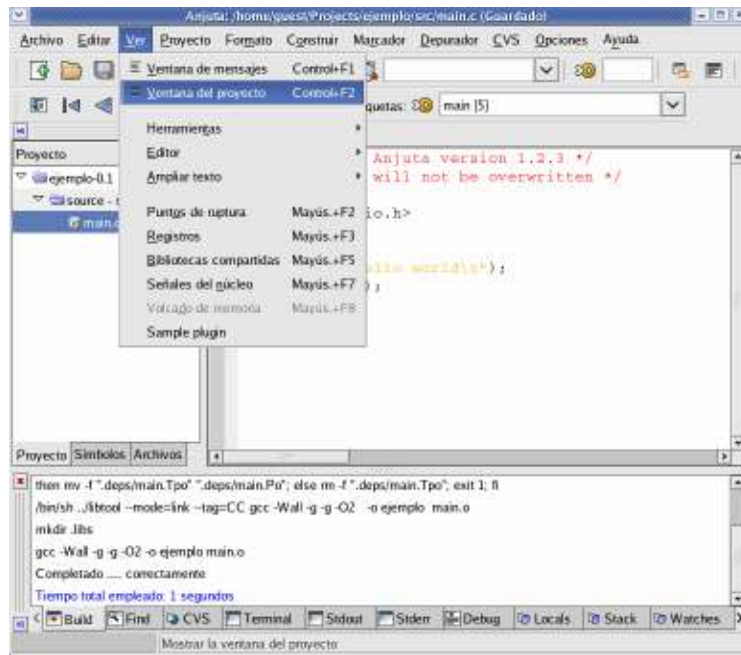 Anjuta: /home/guest/Projects/ejemplo/src/main.c (Guardado)
Archivo Editar Ver Proyecto Formato Construir Marcador Depurador CVS Opciones Ayuda
Ventana de mensajes Control+F1
Ventana del proyecto Control+F2
quetas: main (5)
Herramientas
Editor
Ampliar texto
Puntos de ruptura Mayús.+F2
Registros Mayús.+F3
Bibliotecas compartidas Mayús.+F5
Señales del núcleo Mayús.+F7
Volcado de memoria Mayús.+F8
Sample plugin
Proyecto
ejemplo-0.1
source - s
main.c
Anjuta version 1.2.3 */
will not be overwritten */
io.h>
llo world\n");
);
Proyecto Símbolos Archivos
then mv -f ".deps/main.Tpo" ".deps/main.Po"; else rm -f ".deps/main.Tpo"; exit 1; fi
/bin/sh ../libtool --mode=link --tag=CC gcc -Wall -g -g -O2 -o ejemplo main.o
mkdir .libs
gcc -Wall -g -g -O2 -o ejemplo main.o
Completado .... correctamente
Tiempo total empleado: 1 segundos
Build Find CVS Terminal Stdout Stderr Debug Locals Stack Watches
Mostrar la ventana del proyecto